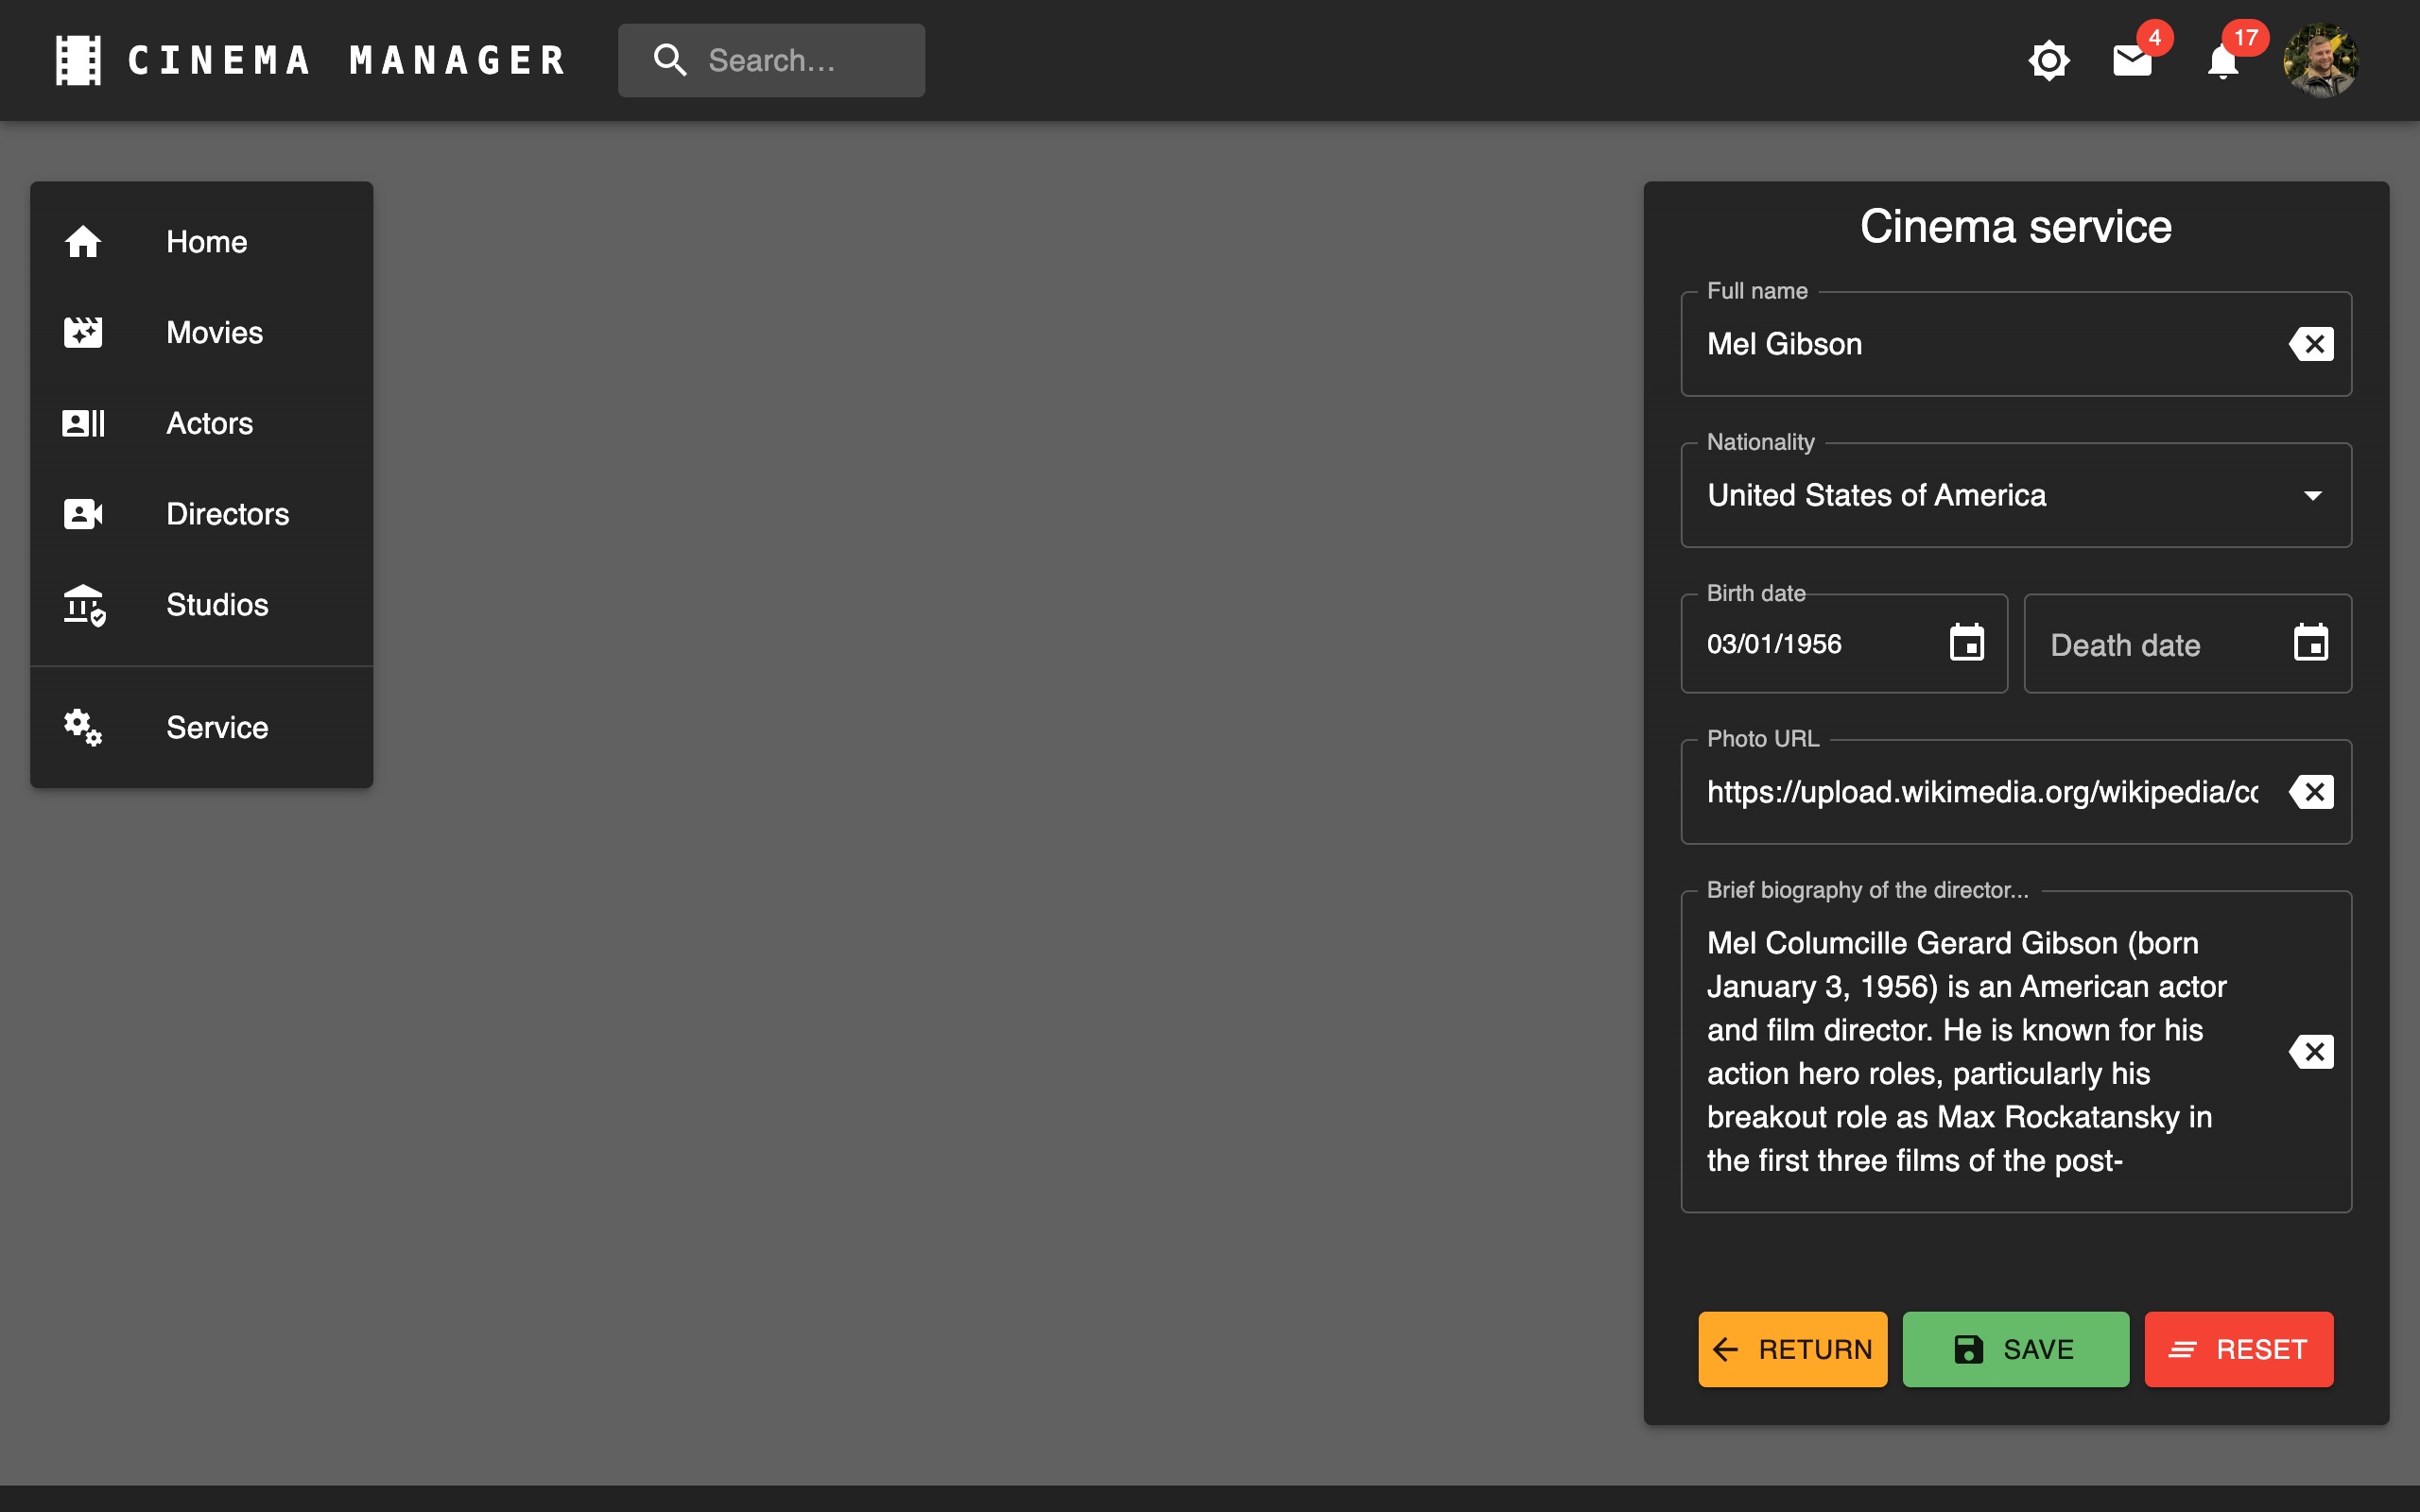 CINEMA MANAGER
Search...
4
17
Home
Movies
Actors
Directors
Studios
Service
Cinema service
Full name
Mel Gibson
Nationality
United States of America
Birth date
03/01/1956
Death date
Photo URL
https://upload.wikimedia.org/wikipedia/co
Brief biography of the director...
Mel Columcille Gerard Gibson (born
January 3, 1956) is an American actor
and film director. He is known for his
action hero roles, particularly his
breakout role as Max Rockatansky in
the first three films of the post-
RETURN
SAVE
RESET